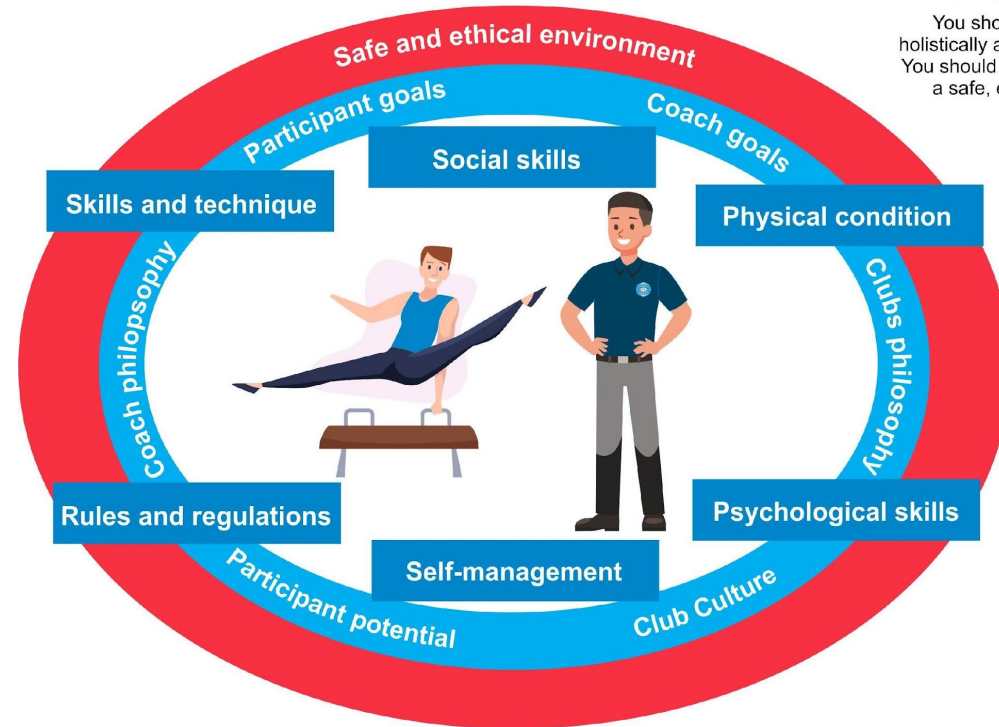 You sho
holistically a
You should
a safe, e
Safe and ethical environment
Participant goals
Coach goals
Social skills
Skills and technique
Physical condition
Coach philopsophy
Clubs philosophy
Rules and regulations
Psychological skills
Self-management
Participant potential
Club Culture